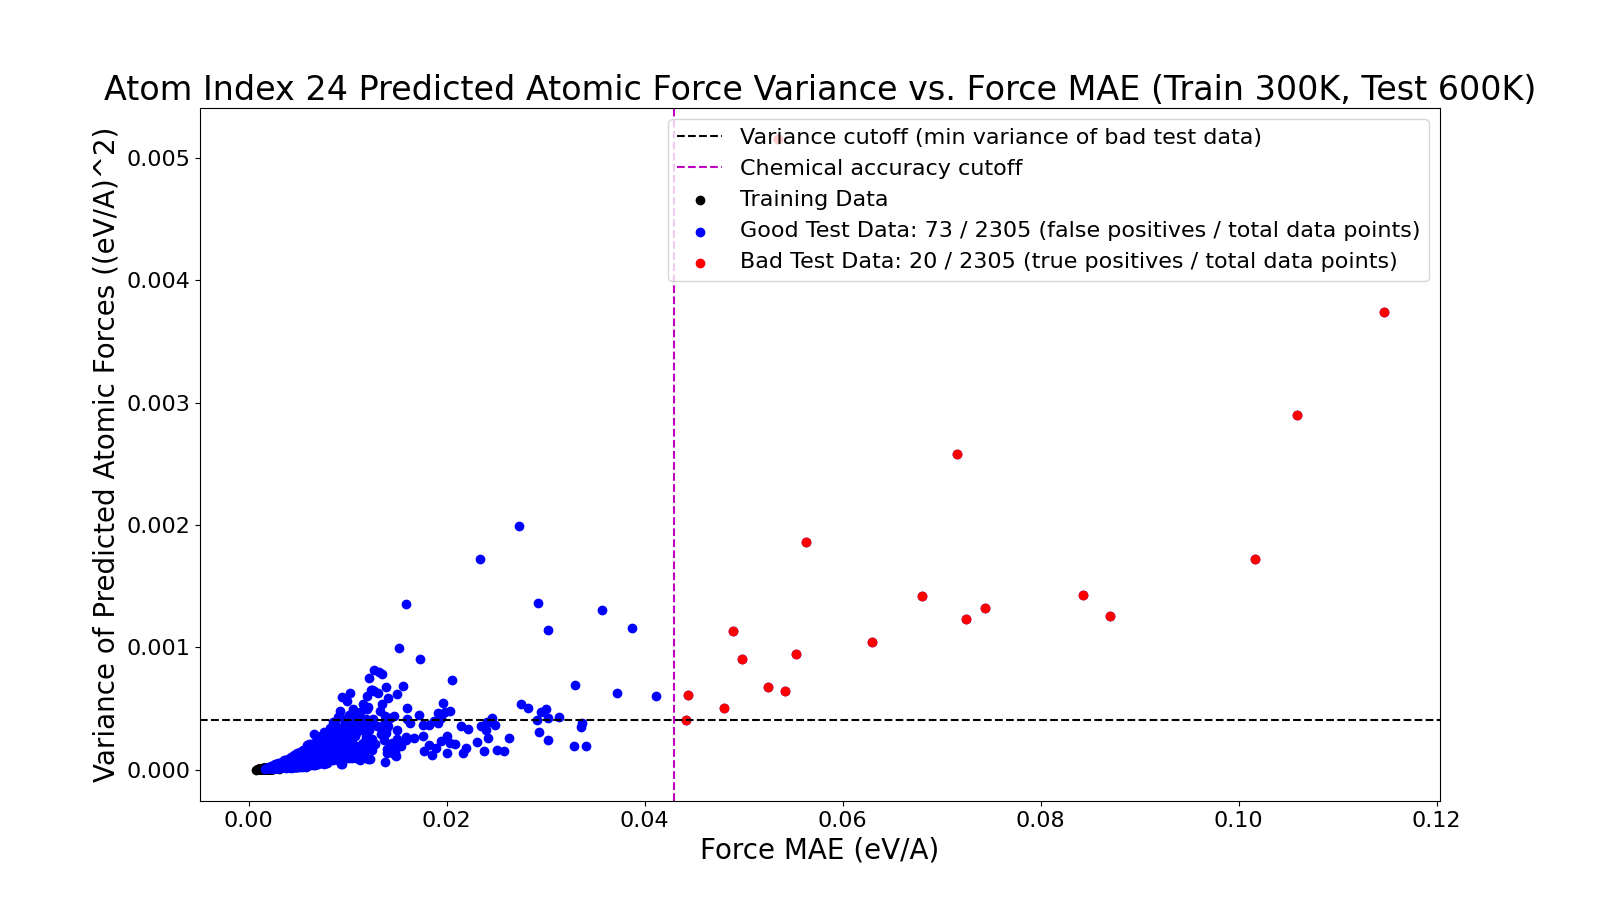 Atom Index 24 Predicted Atomic Force Variance vs. Force MAE (Train 300K, Test 600K)
Variance of Predicted Atomic Forces ((eV/A)^2)
0.005
0.004
0.003
0.002
0.001
0.000
Variance cutoff (min variance of bad test data)
Chemical accuracy cutoff
Training Data
Good Test Data: 73 / 2305 (false positives / total data points)
Bad Test Data: 20 / 2305 (true positives / total data points)
0.00 0.02 0.04 0.06 0.08 0.10 0.12
Force MAE (eV/A)